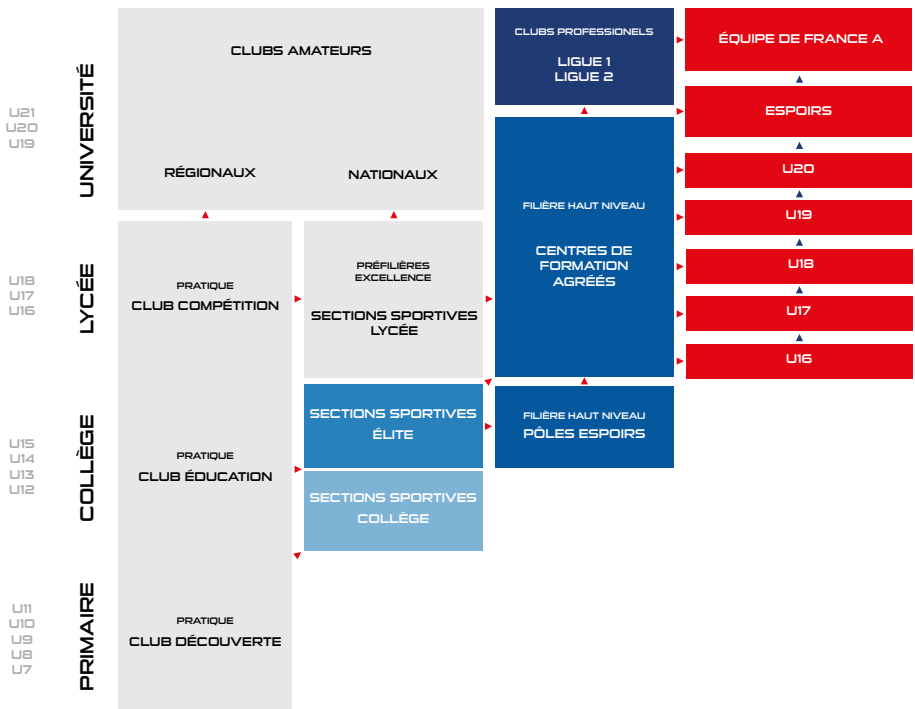 U21
U20
U19
UNIVERSITÉ
CLUBS AMATEURS
RÉGIONAUX
NATIONAUX
CLUBS PROFESSIONELS
LIGUE 1
LIGUE 2
ÉQUIPE DE FRANCE A
ESPOIRS
U20
U19
U18
U17
U16
FILIÈRE HAUT NIVEAU
CENTRES DE
FORMATION
AGRÉÉS
U18
U17
U16
LYCÉE
PRATIQUE
CLUB COMPÉTITION
PRÉFILIÈRES
EXCELLENCE
SECTIONS SPORTIVES
LYCÉE
U15
U14
U13
U12
COLLÈGE
PRATIQUE
CLUB ÉDUCATION
SECTIONS SPORTIVES
ÉLITE
FILIÈRE HAUT NIVEAU
PÔLES ESPOIRS
SECTIONS SPORTIVES
COLLÈGE
U11
U10
U9
U8
U7
PRIMAIRE
PRATIQUE
CLUB DÉCOUVERTE